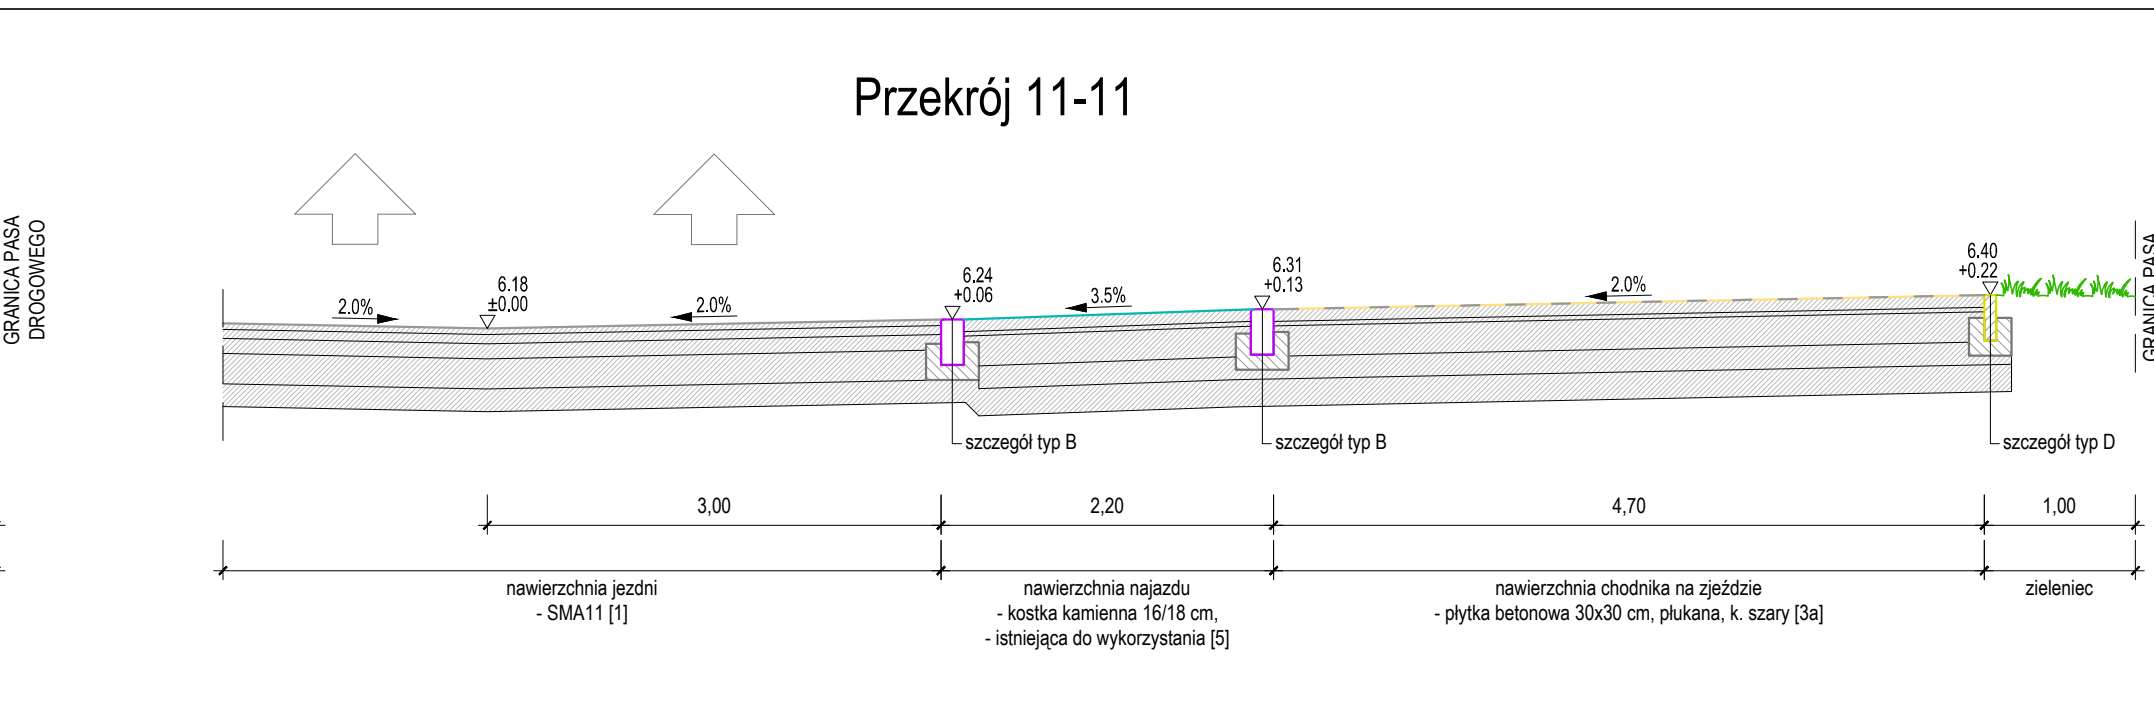 Przekrój 11-11
GRANICA PASA
DROGOWEGO
2.0%
6.18
±0.00
2.0%
6.24
+0.06
3.5%
6.31
+0.13
2.0%
6.40
+0.22
GRANICA PASA
szczegół typ B
szczegół typ B
szczegół typ D
3,00
2,20
4,70
1,00
nawierzchnia jezdni
- SMA11 [1]
nawierzchnia najazdu
- kostka kamienna 16/18 cm,
- istniejąca do wykorzystania [5]
nawierzchnia chodnika na zjeździe
- płytka betonowa 30x30 cm, płukana, k. szary [3a]
zieleniec